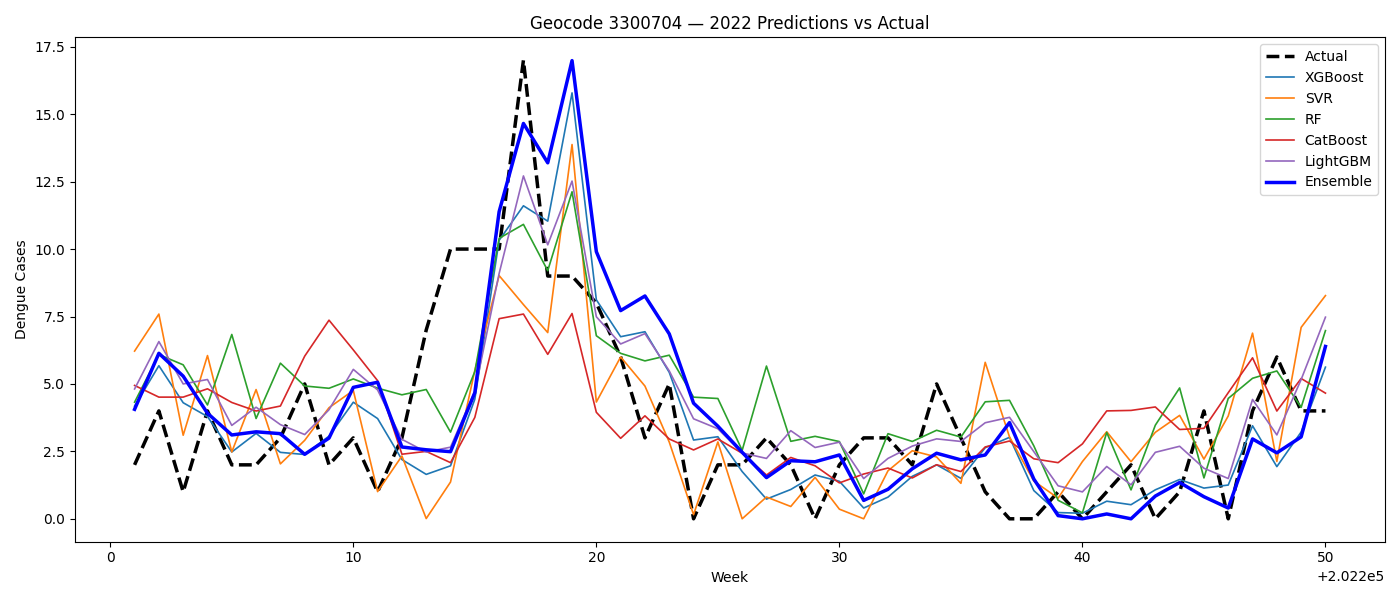 Geocode 3300704 — 2022 Predictions vs Actual
17.5
15.0
12.5
10.0
7.5
5.0
2.5
0.0
Dengue Cases
Actual
XGBoost
SVR
RF
CatBoost
LightGBM
Ensemble
0 10 20 30 40 50
+2.022e5
Week